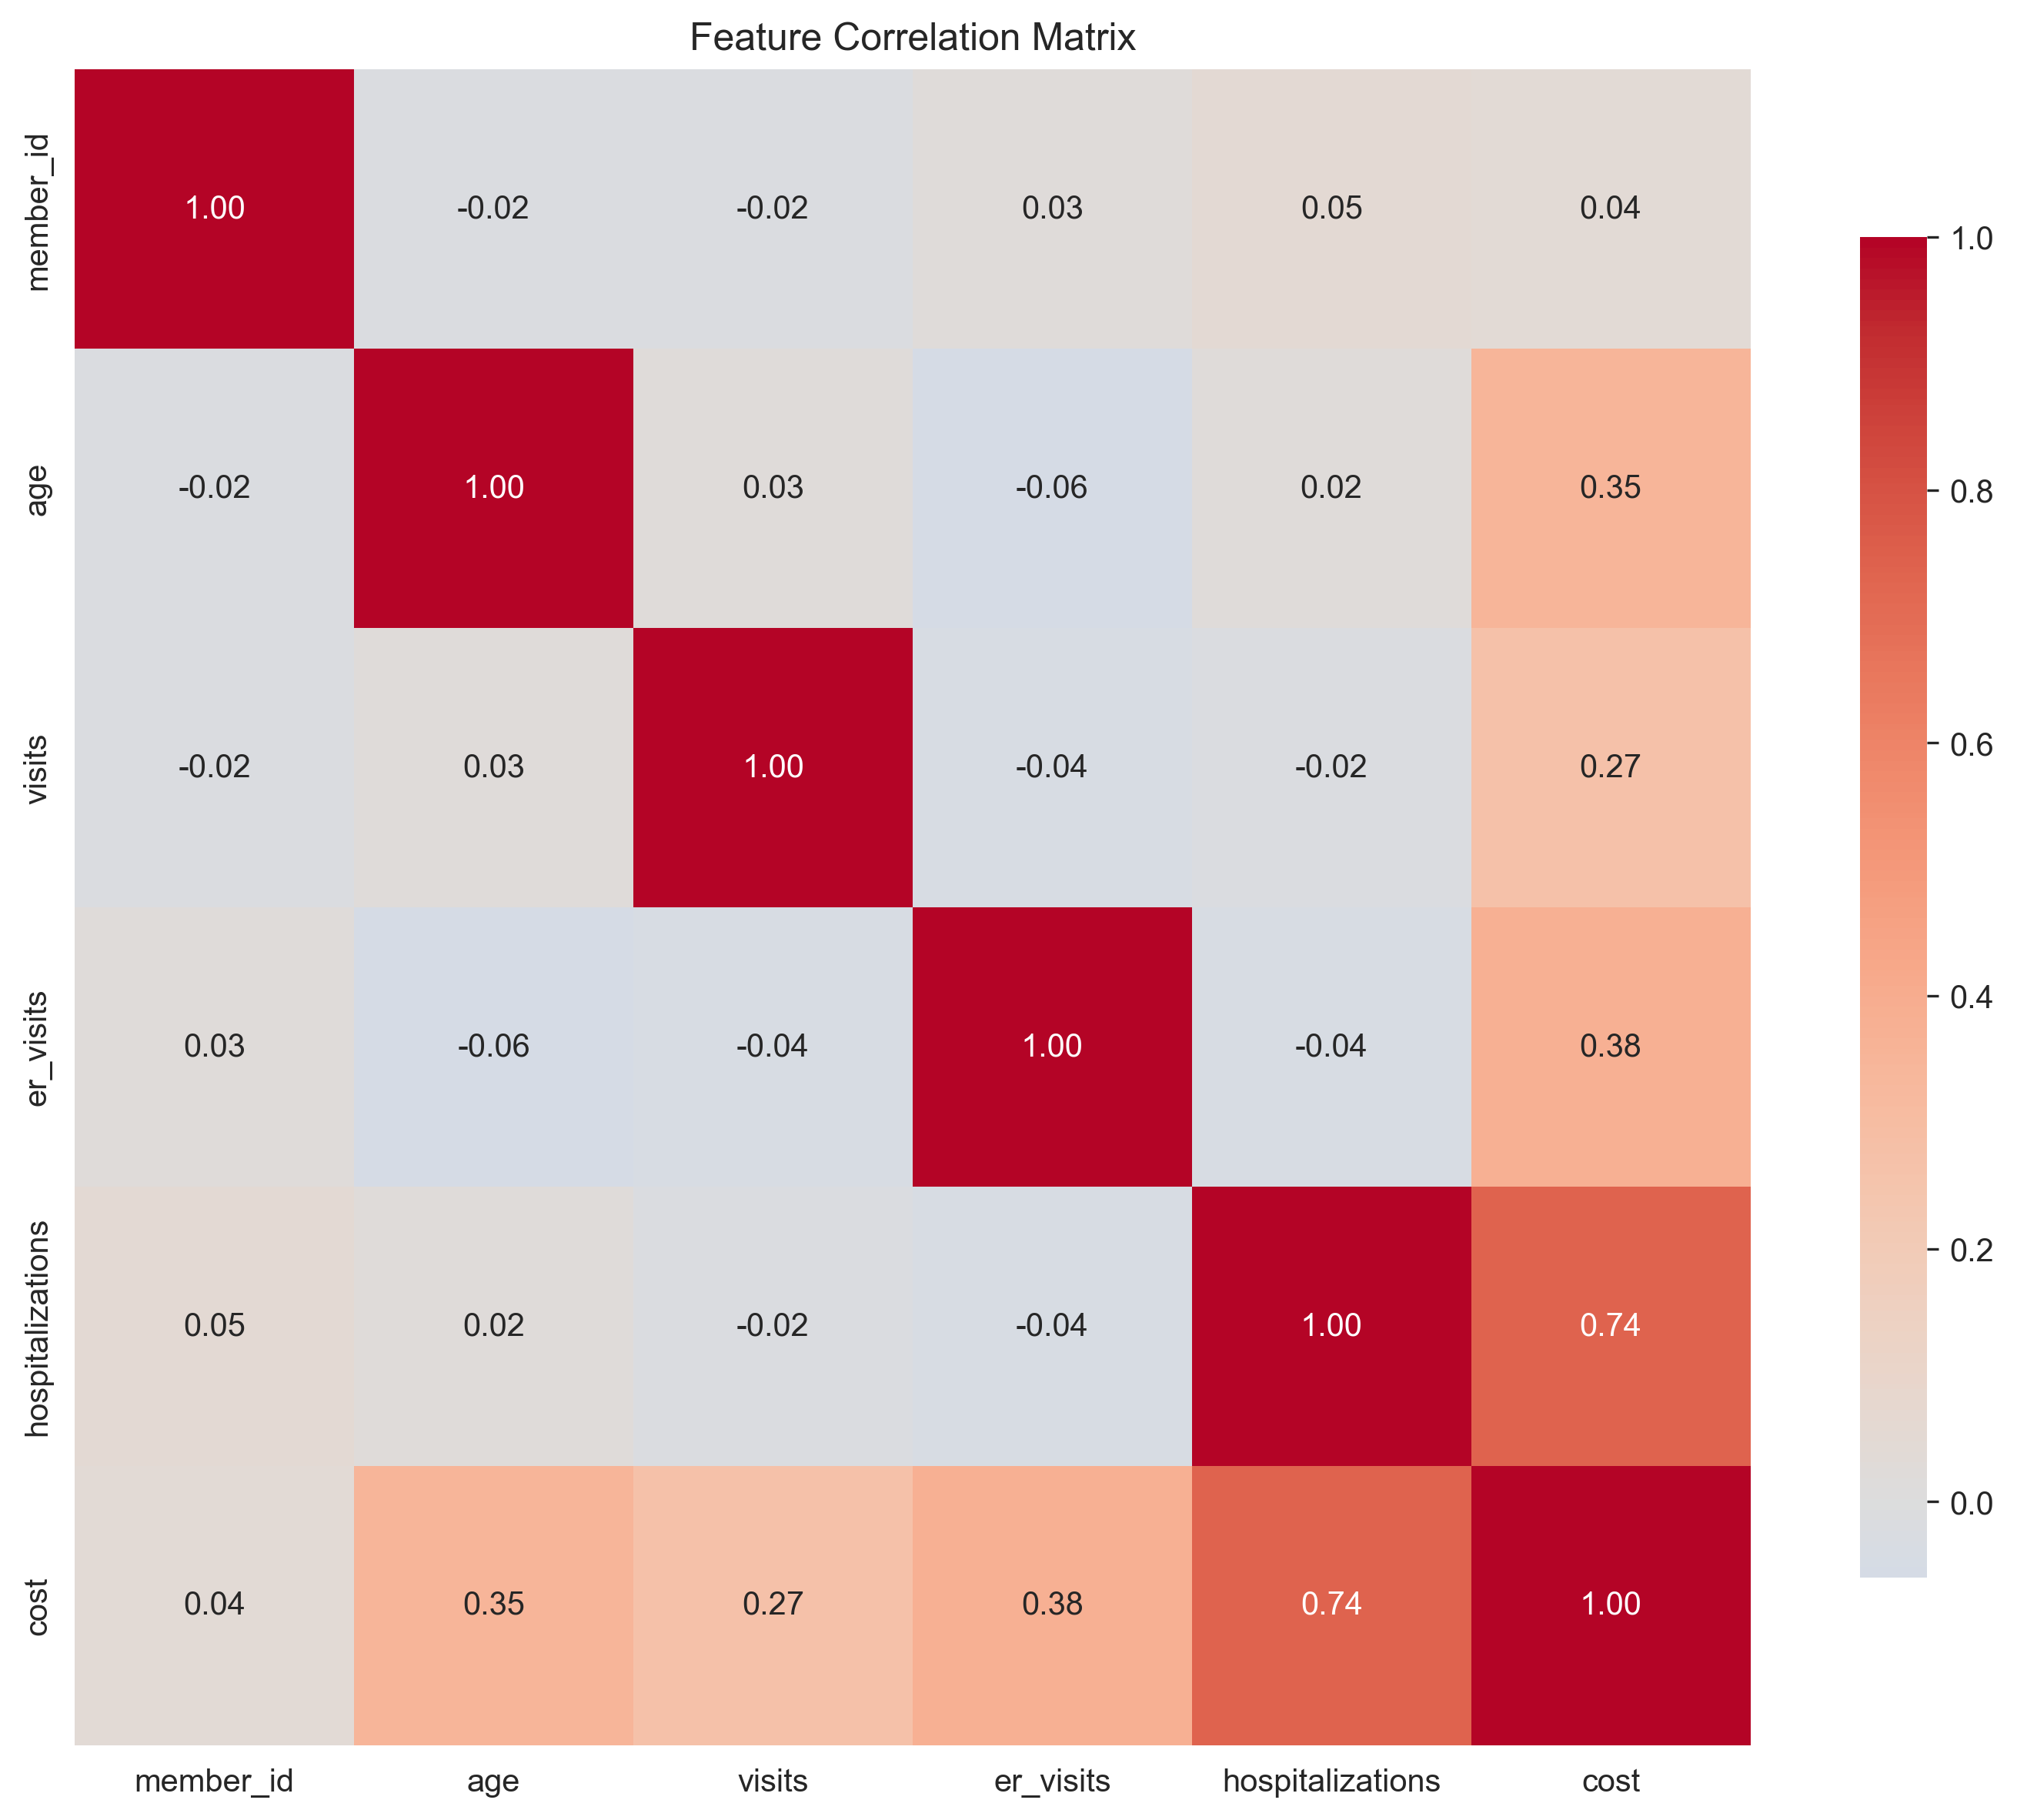 Feature Correlation Matrix
member_id 1.00 -0.02 -0.02 0.03 0.05 0.04
age -0.02 1.00 0.03 -0.06 0.02 0.35
visits -0.02 0.03 1.00 -0.04 -0.02 0.27
er_visits 0.03 -0.06 -0.04 1.00 -0.04 0.38
hospitalizations 0.05 0.02 -0.02 -0.04 1.00 0.74
cost 0.04 0.35 0.27 0.38 0.74 1.00
member_id age visits er_visits hospitalizations cost
1.0
0.8
0.6
0.4
0.2
0.0